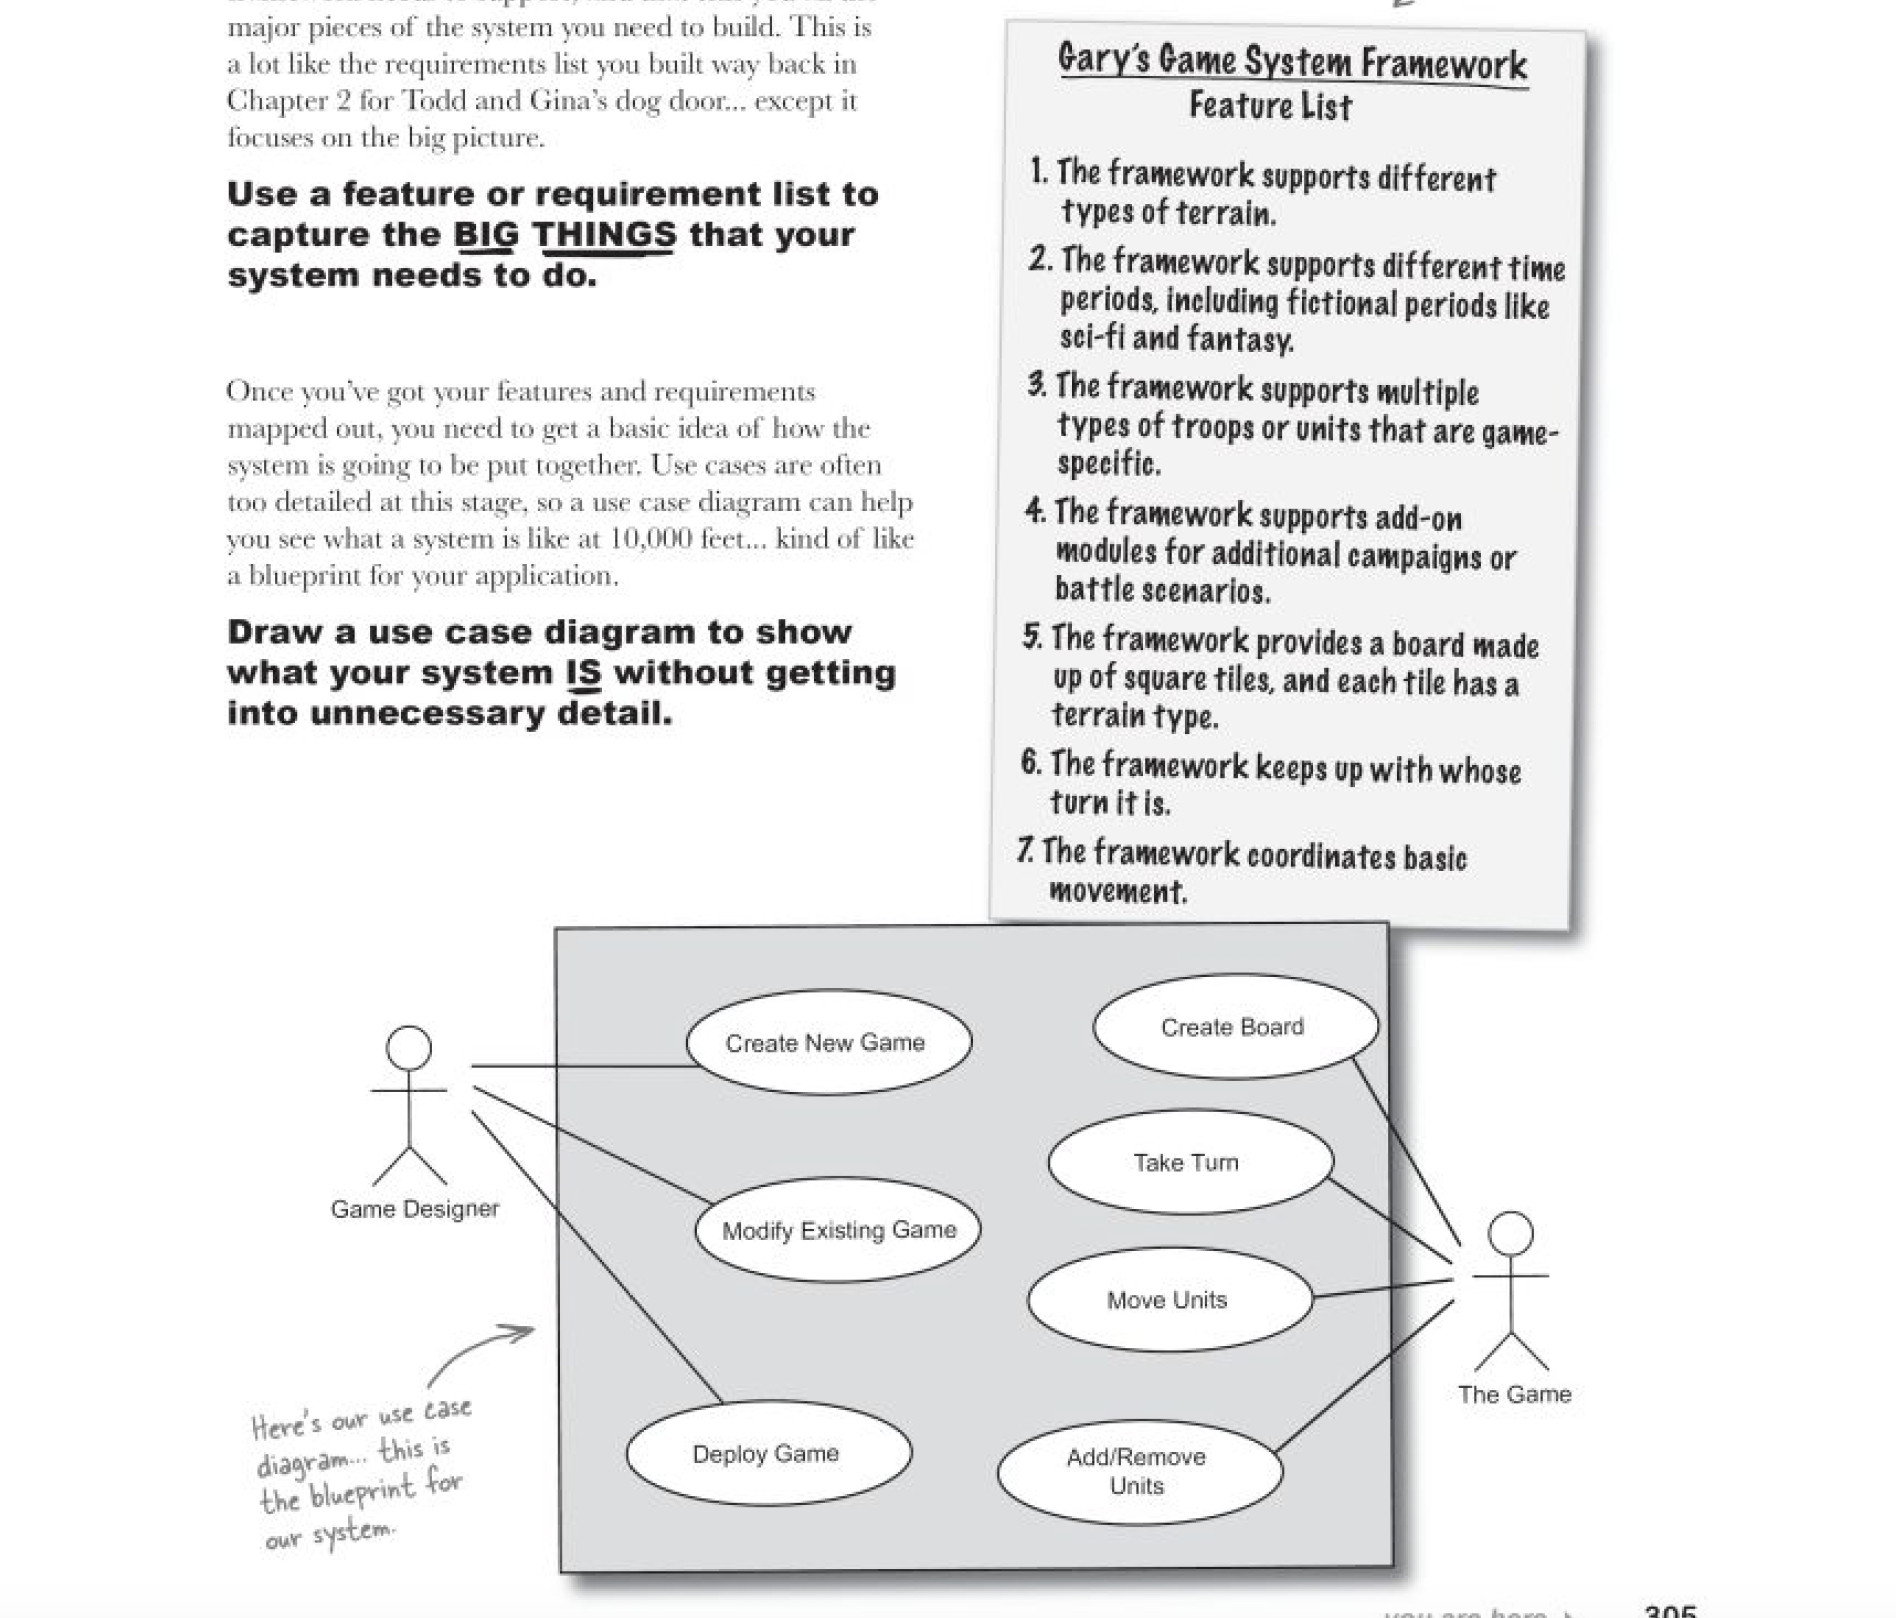 major pieces of the system you need to build. This is
a lot like the requirements list you built way back in
Chapter 2 for Todd and Gina's dog door... except it
focuses on the big picture.
Use a feature or requirement list to
capture the BIG THINGS that your
system needs to do.
Once you've got your features and requirements
mapped out, you need to get a basic idea of how the
system is going to be put together. Use cases are often
too detailed at this stage, so a use case diagram can help
you see what a system is like at 10,000 feet... kind of like
a blueprint for your application.
Draw a use case diagram to show
what your system IS without getting
into unnecessary detail.
Gary's Game System Framework
Feature List
1. The framework supports different
types of terrain.
2. The framework supports different time
periods, including fictional periods like
sci-fi and fantasy.
3. The framework supports multiple
types of troops or units that are game-
specific.
4. The framework supports add-on
modules for additional campaigns or
battle scenarios.
5. The framework provides a board made
up of square tiles, and each tile has a
terrain type.
6. The framework keeps up with whose
turn it is.
7. The framework coordinates basic
movement.
Game Designer
Create New Game
Modify Existing Game
Deploy Game
Create Board
Take Turn
Move Units
Add/Remove
Units
The Game
Here's our use case
diagram... this is
the blueprint for
our system.
you are here
305